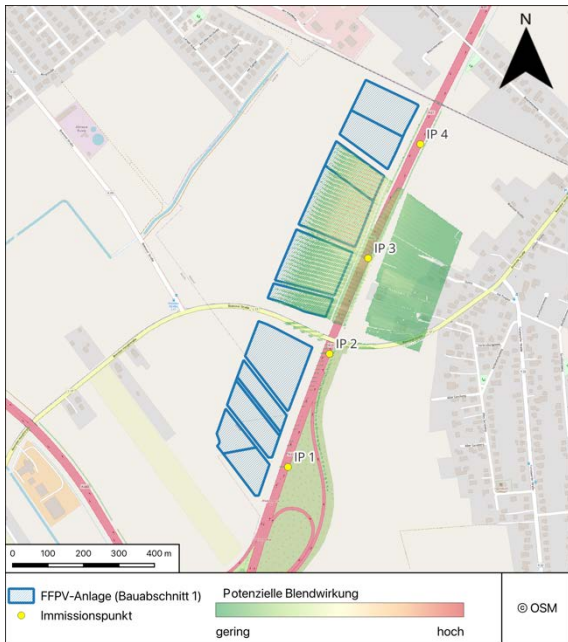 N
IP 4
IP 3
IP 2
IP 1
0 100 200 300 400 m
FFPV-Anlage (Bauabschnitt 1)
Immissionspunkt
Potenzielle Blendwirkung
gering hoch
© OSM